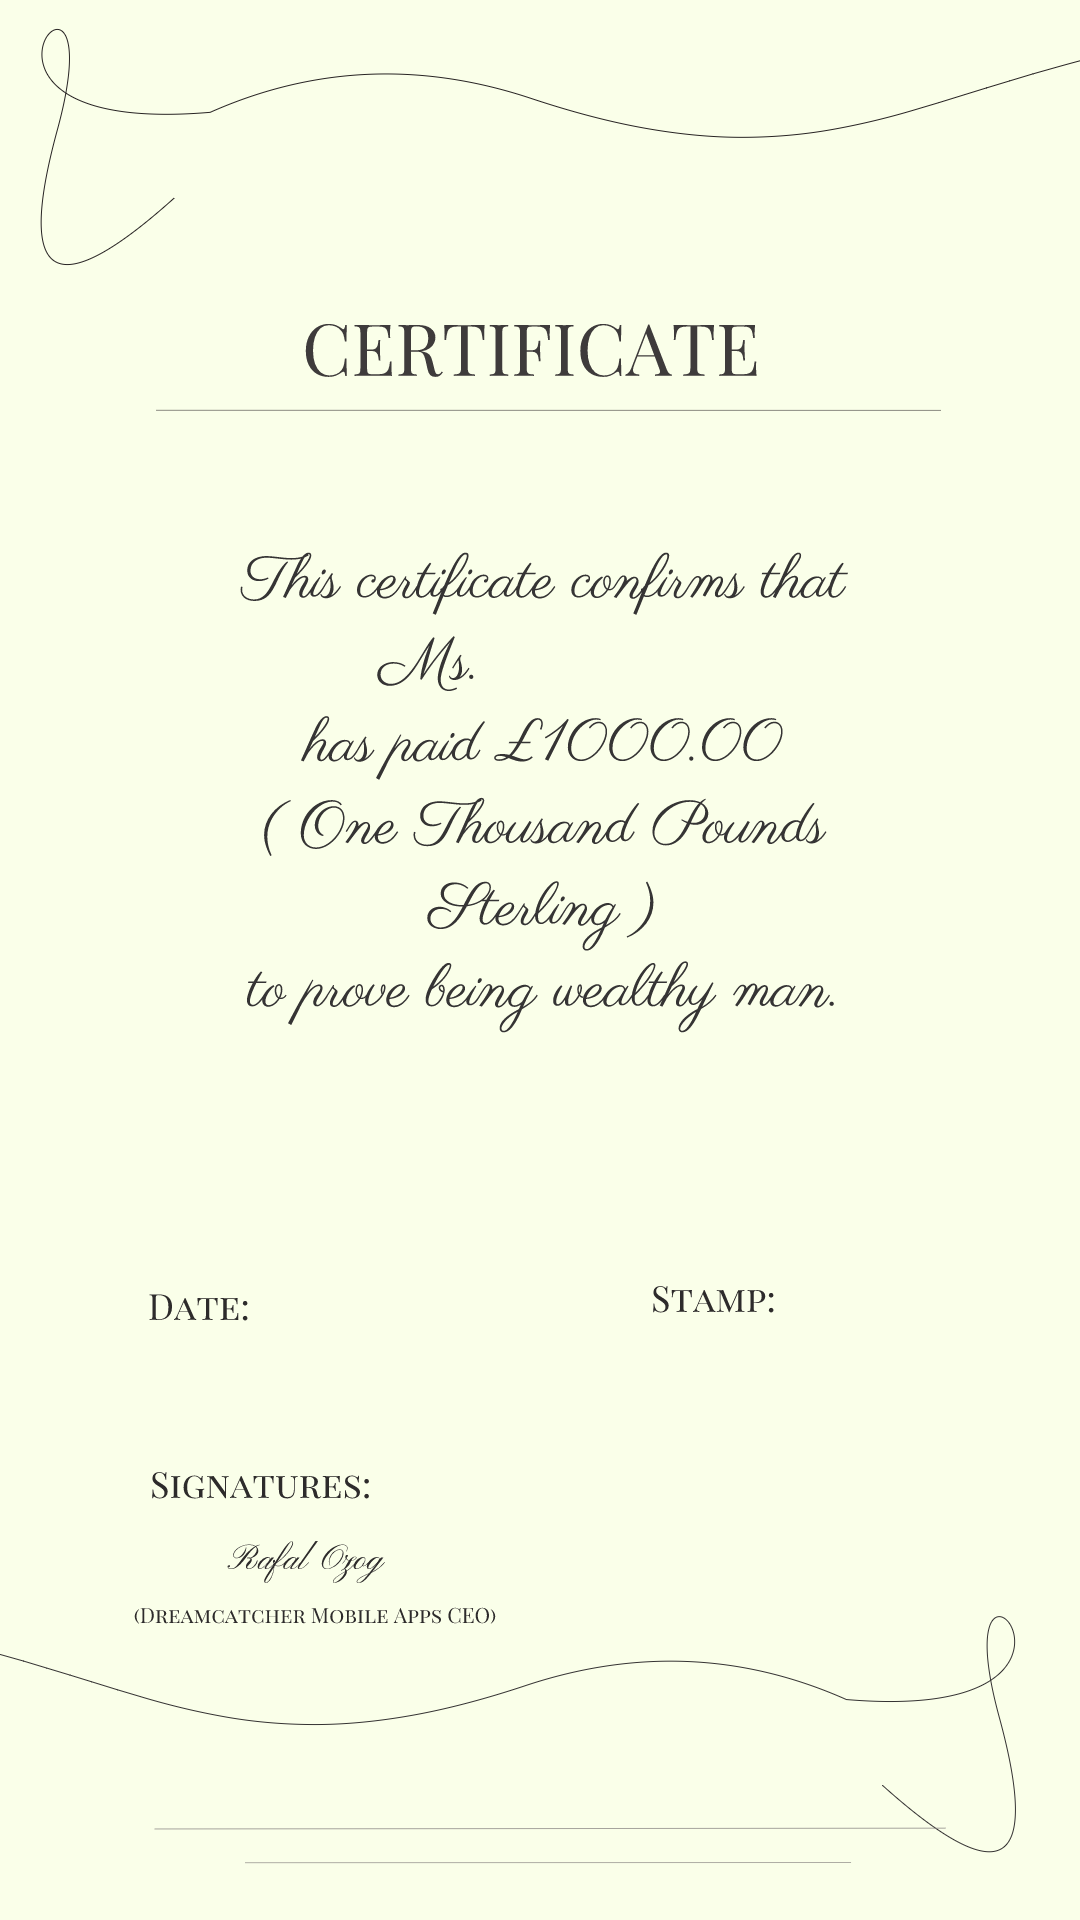 CERTIFICATE
This certificate confirms that
Ms.
has paid £1000.00
( One Thousand Pounds
Sterling )
to prove being wealthy man.
Date:
Stamp:
Signatures:
Rafal Ozog
(Dreamcatcher Mobile Apps CEO)